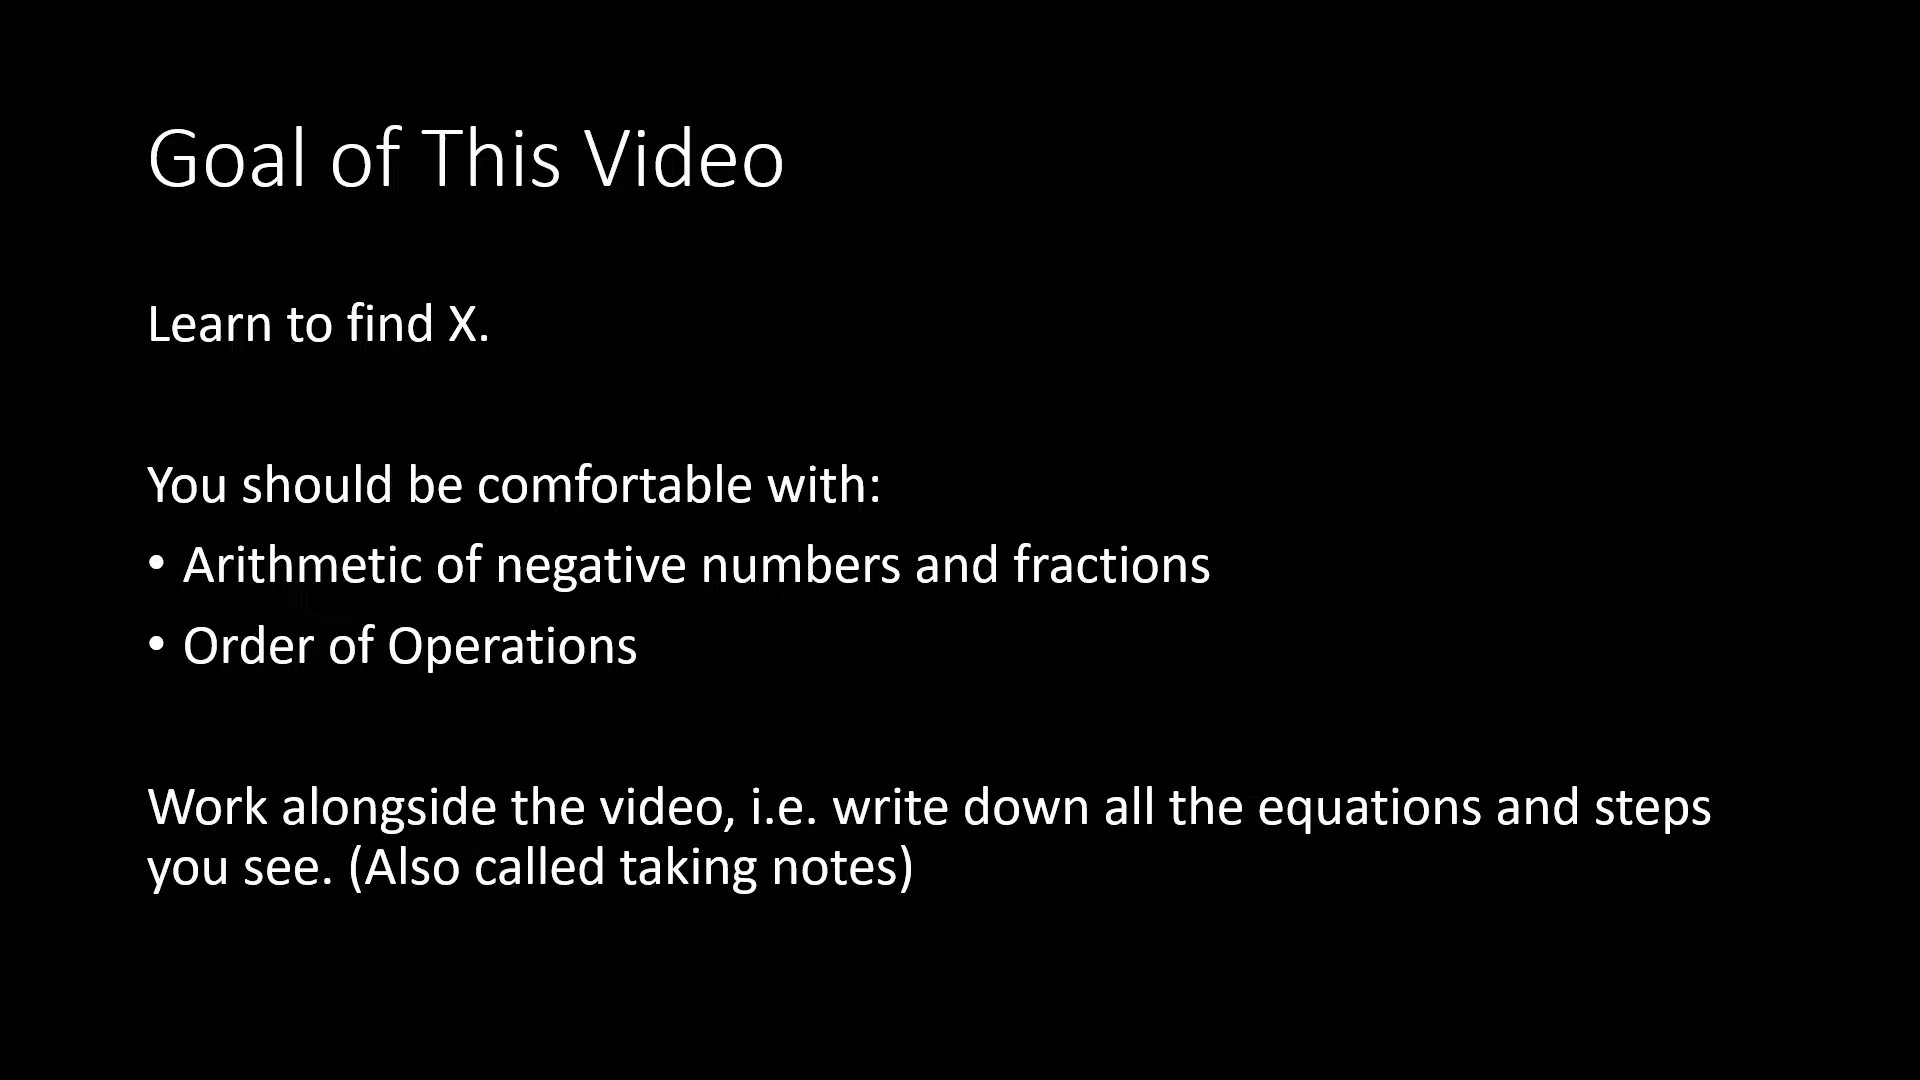 Goal of This Video
Learn to find X.
You should be comfortable with:
• Arithmetic of negative numbers and fractions
• Order of Operations
Work alongside the video, i.e. write down all the equations and steps
you see. (Also called taking notes)